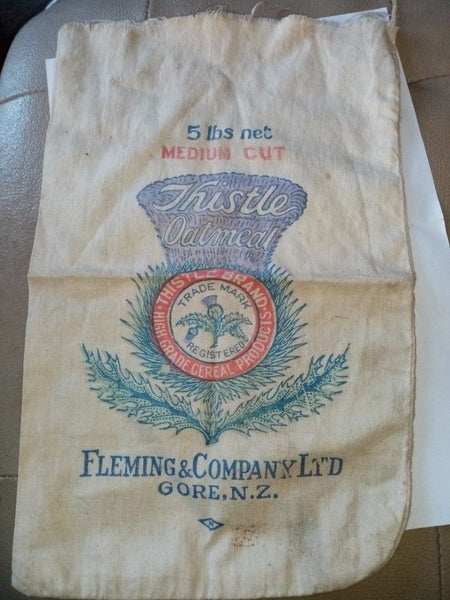 5 lbs net
MEDIUM CUT
Thistle
Oatmeal
THISTLE BRAND
HIGH GRADE CEREAL PRODUCTS
TRADE MARK
REGISTERED
FLEMING & COMPANY. LTD
GORE, N.Z.
R